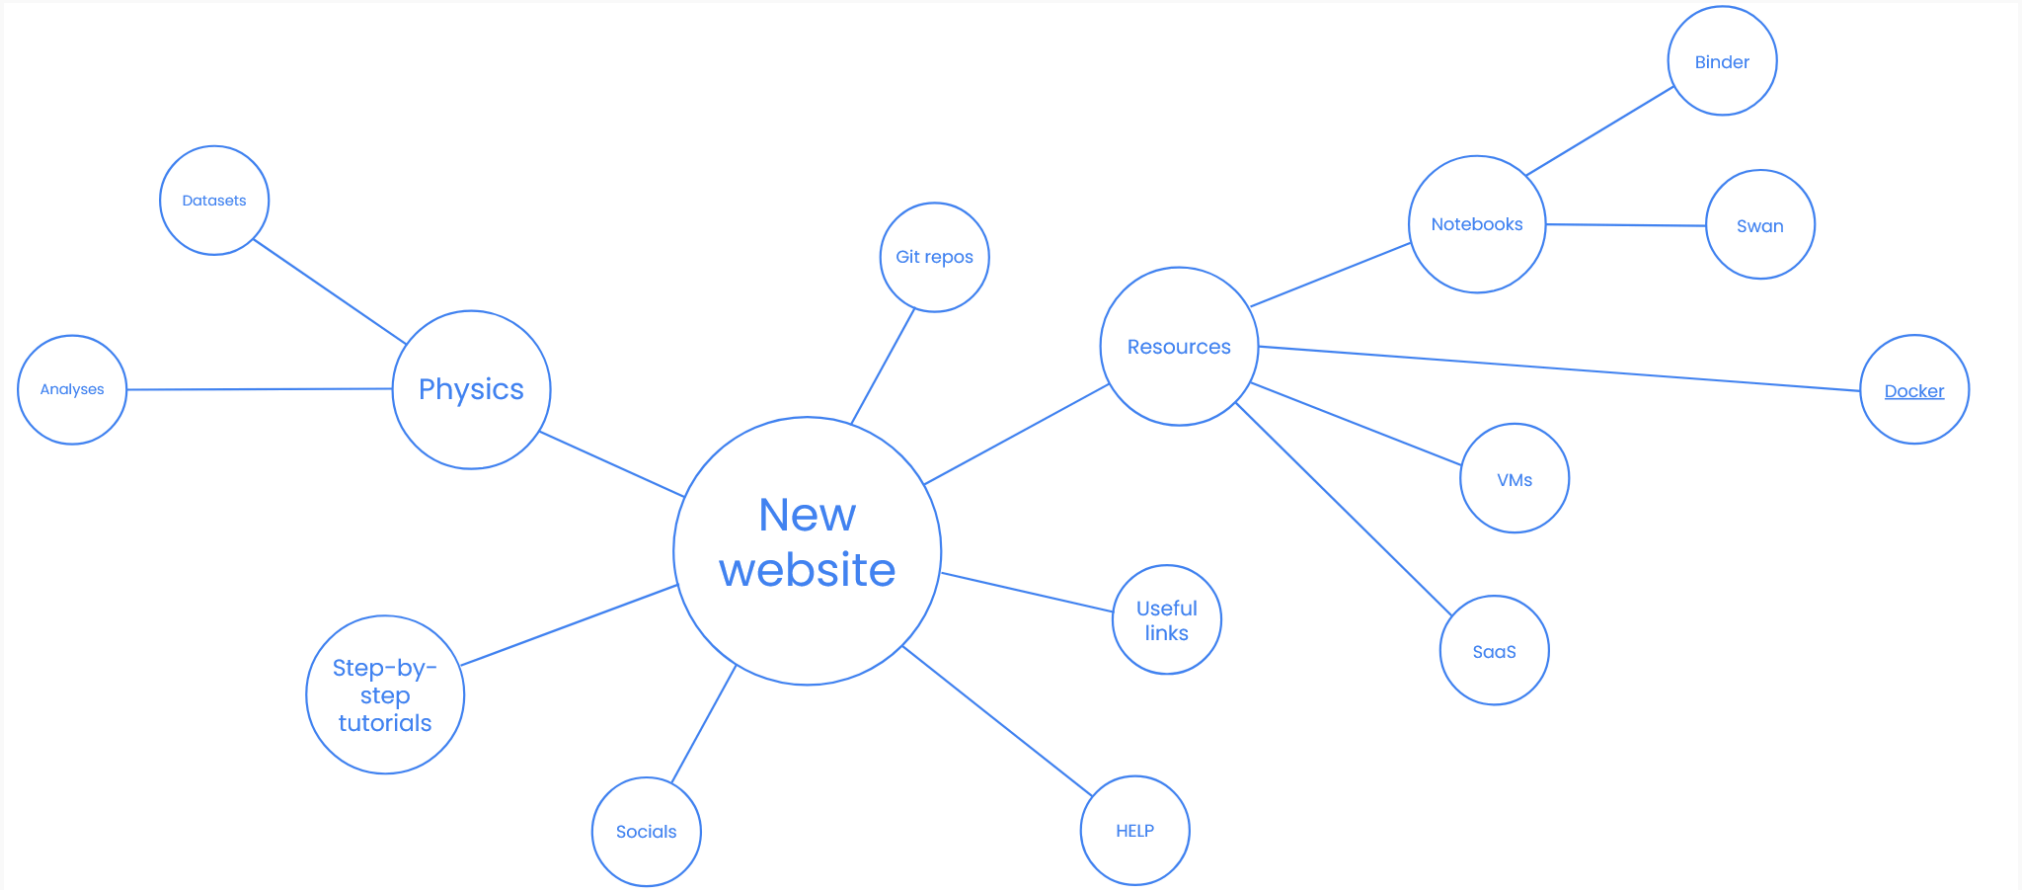 Binder
Datasets
Git repos
Notebooks
Swan
Analyses
Physics
Resources
Docker
New
website
VMs
Useful
links
SaaS
Step-by-
step
tutorials
Socials
HELP